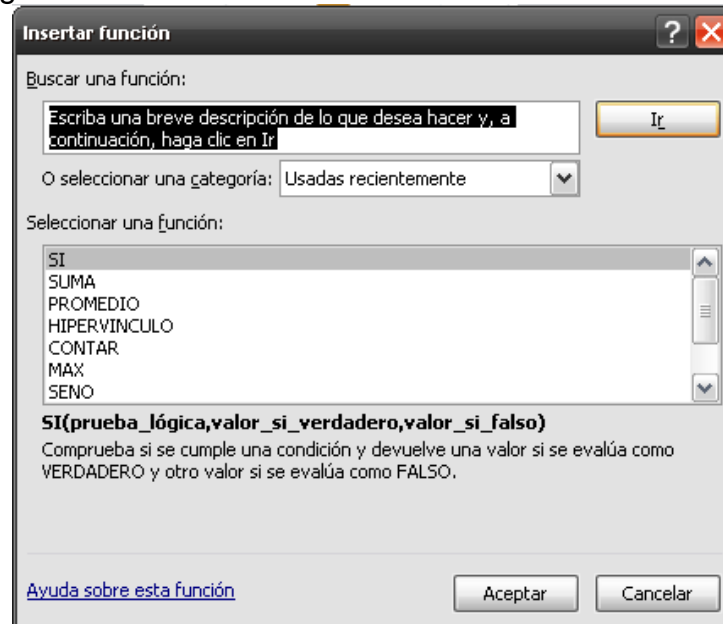 Insertar función
Buscar una función:
Escriba una breve descripción de lo que desea hacer y, a
continuación, haga clic en Ir
Ir
O seleccionar una categoría: Usadas recientemente
Seleccionar una función:
SI
SUMA
PROMEDIO
HIPERVINCULO
CONTAR
MAX
SENO
SI(prueba_lógica,valor_si_verdadero,valor_si_falso)
Comprueba si se cumple una condición y devuelve una valor si se evalúa como
VERDADERO y otro valor si se evalúa como FALSO.
Ayuda sobre esta función
Aceptar
Cancelar